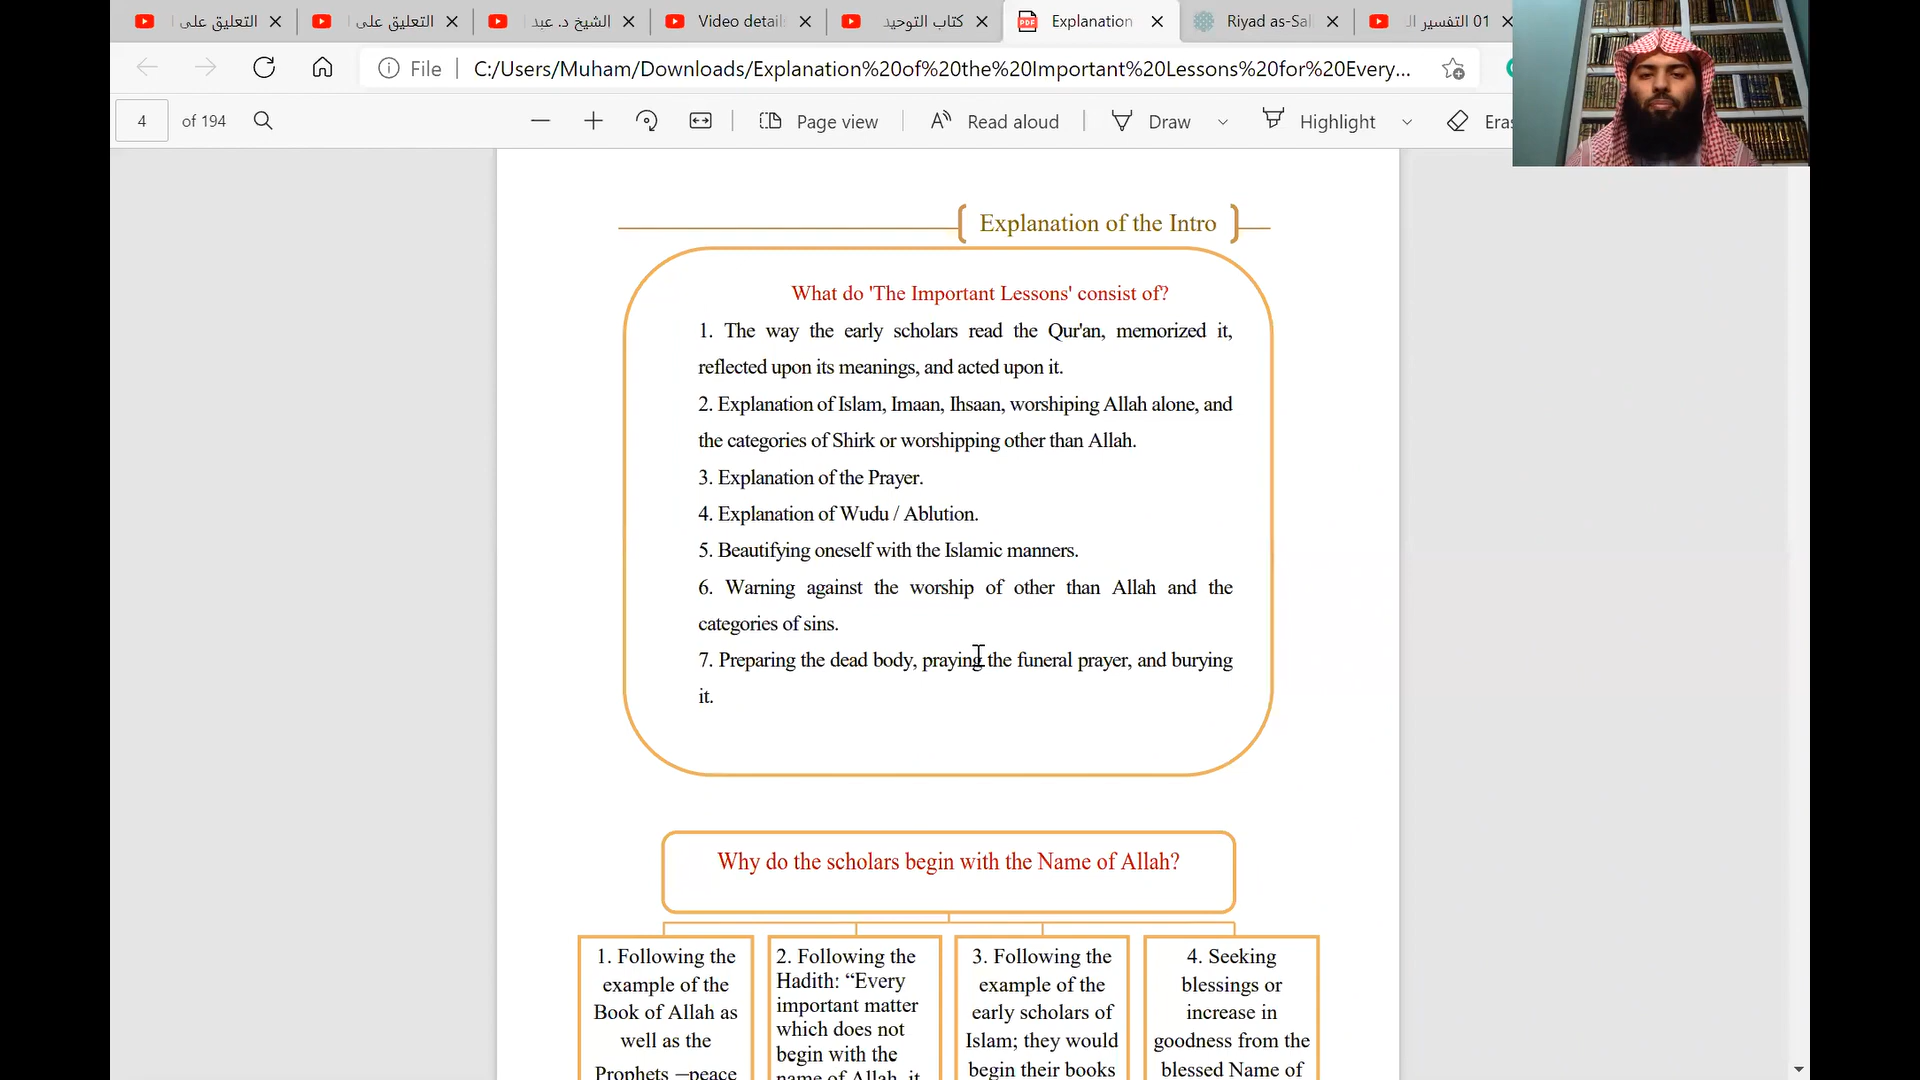 التعليق على
التعليق على
الشيخ د. عبد
Video detail
كتاب التوحيد
Explanation
Riyad as-Sal
01 التفسير ال
File
C:/Users/Muham/Downloads/Explanation%20of%20the%20Important%20Lessons%20for%20Every...
4 of 194
Page view
Read aloud
Draw
Highlight
Eras
Explanation of the Intro
What do 'The Important Lessons' consist of?
1. The way the early scholars read the Qur'an, memorized it,
reflected upon its meanings, and acted upon it.
2. Explanation of Islam, Imaan, Ihsaan, worshiping Allah alone, and
the categories of Shirk or worshipping other than Allah.
3. Explanation of the Prayer.
4. Explanation of Wudu / Ablution.
5. Beautifying oneself with the Islamic manners.
6. Warning against the worship of other than Allah and the
categories of sins.
7. Preparing the dead body, praying the funeral prayer, and burying
it.
Why do the scholars begin with the Name of Allah?
1. Following the
example of the
Book of Allah as
well as the
Prophets –peace
2. Following the
Hadith: “Every
important matter
which does not
begin with the
name of Allah, it
3. Following the
example of the
early scholars of
Islam; they would
begin their books
4. Seeking
blessings or
increase in
goodness from the
blessed Name of